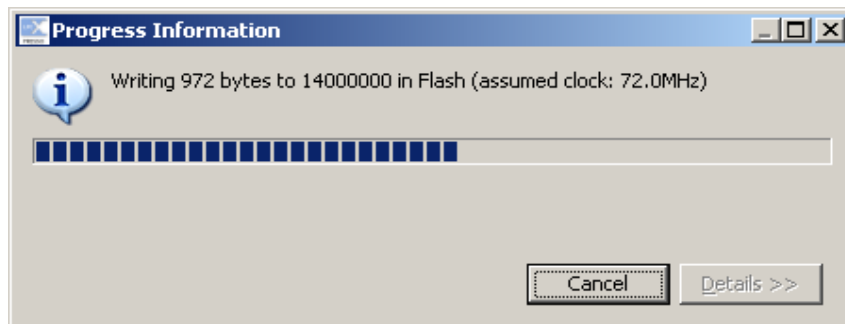 Progress Information
Writing 972 bytes to 14000000 in Flash (assumed clock: 72.0MHz)
Cancel
Details >>